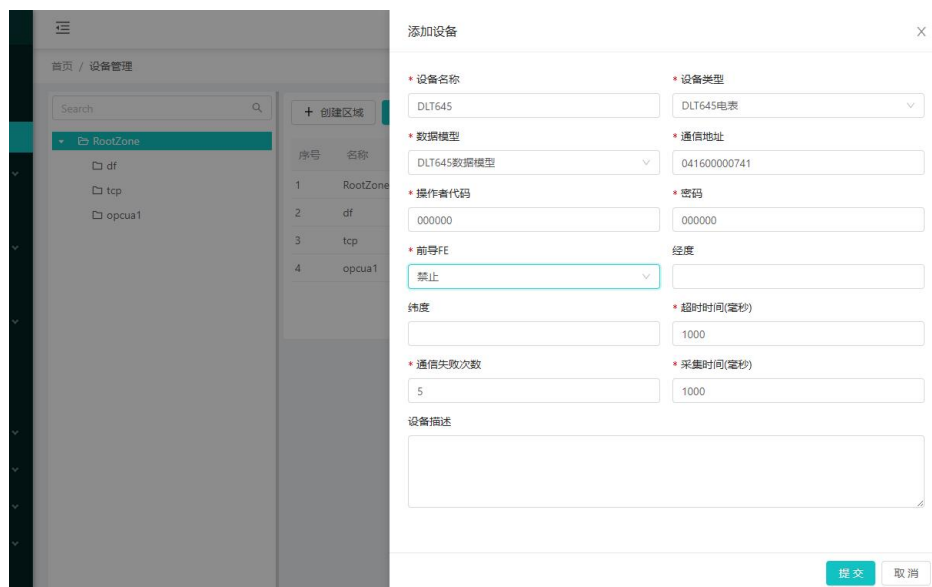 添加设备
首页 / 设备管理
Search
创建区域
RootZone
df
tcp
opcua1
序号 名称
1 RootZone
2 df
3 tcp
4 opcua1
* 设备名称 * 设备类型
DLT645 DLT645电表
* 数据模型 * 通信地址
DLT645数据模型 041600000741
* 操作者代码 * 密码
000000 000000
* 前导FE 经度
禁止
纬度 * 超时时间(毫秒)
1000
* 通信失败次数 * 采集时间(毫秒)
5 1000
设备描述
提交 取消